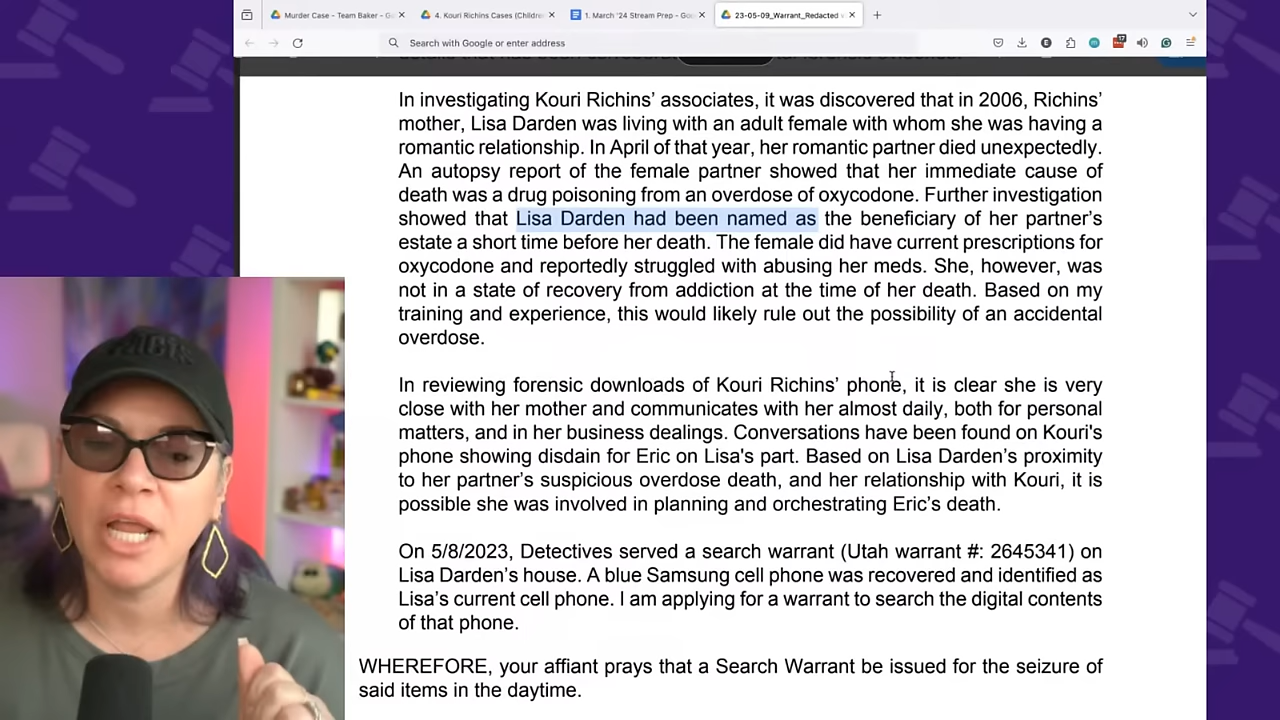 Murder Case - Team Baker - G
4. Kouri Richins Cases (Childre
1. March '24 Stream Prep - Goo
23-05-09_Warrant_Redacted
Search with Google or enter address
17
In investigating Kouri Richins' associates, it was discovered that in 2006, Richins'
mother, Lisa Darden was living with an adult female with whom she was having a
romantic relationship. In April of that year, her romantic partner died unexpectedly.
An autopsy report of the female partner showed that her immediate cause of
death was a drug poisoning from an overdose of oxycodone. Further investigation
showed that Lisa Darden had been named as the beneficiary of her partner's
estate a short time before her death. The female did have current prescriptions for
oxycodone and reportedly struggled with abusing her meds. She, however, was
not in a state of recovery from addiction at the time of her death. Based on my
training and experience, this would likely rule out the possibility of an accidental
overdose.
In reviewing forensic downloads of Kouri Richins' phone, it is clear she is very
close with her mother and communicates with her almost daily, both for personal
matters, and in her business dealings. Conversations have been found on Kouri's
phone showing disdain for Eric on Lisa's part. Based on Lisa Darden's proximity
to her partner's suspicious overdose death, and her relationship with Kouri, it is
possible she was involved in planning and orchestrating Eric's death.
On 5/8/2023, Detectives served a search warrant (Utah warrant #: 2645341) on
Lisa Darden's house. A blue Samsung cell phone was recovered and identified as
Lisa's current cell phone. I am applying for a warrant to search the digital contents
of that phone.
WHEREFORE, your affiant prays that a Search Warrant be issued for the seizure of
said items in the daytime.